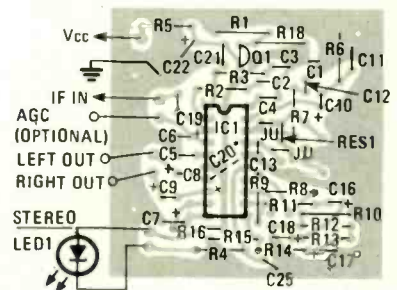 R5 R1
Vcc R18
C21 Q1 C3 R6 C11
C22 R3 C2 C1
IF IN R2 C12
AGC C19 C4 C10
(OPTIONAL) C6 IC1 R7
LEFT OUT C5 JU RES1
RIGHT OUT C8 C20 C13 JU
C9 R9 R8 C16
STEREO C7 R11 R10
LED1 R16 R15 C18 R12
R4 R14 R13
C25 C17